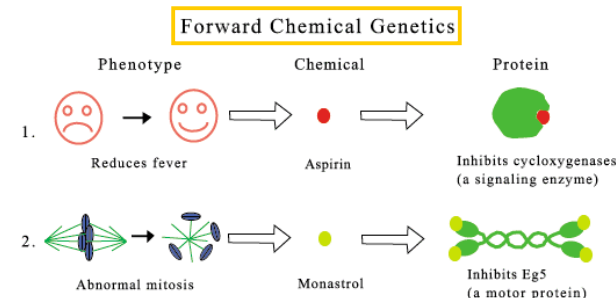 Forward Chemical Genetics
Phenotype Chemical Protein
1.
Reduces fever Aspirin Inhibits cycloxygenases
(a signaling enzyme)
2.
Abnormal mitosis Monastrol Inhibits Eg5
(a motor protein)